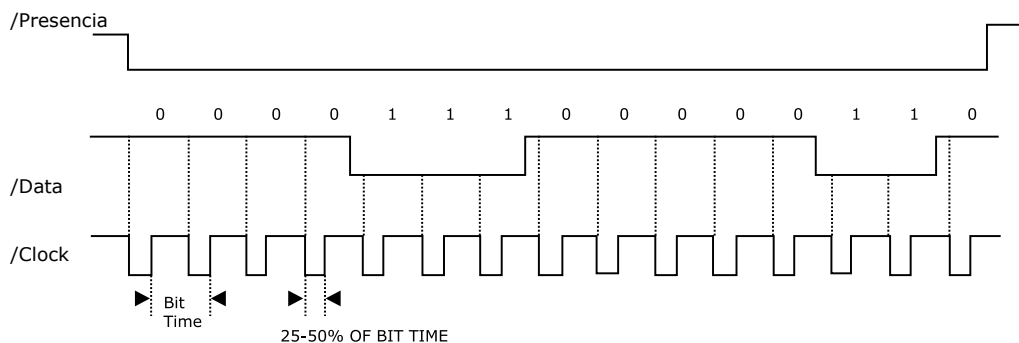 /Presencia
0 0 0 0 1 1 1 0 0 0 0 0 1 1 0
/Data
/Clock
Bit
Time
25-50% OF BIT TIME